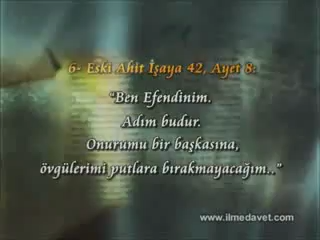 6- Eski Ahit İşaya 42, Ayet 8:
"Ben Efendinim.
Adım budur.
Onurumu bir başkasına,
övgülerimi putlara bırakmayacağım.."
www.ilmedavet.com